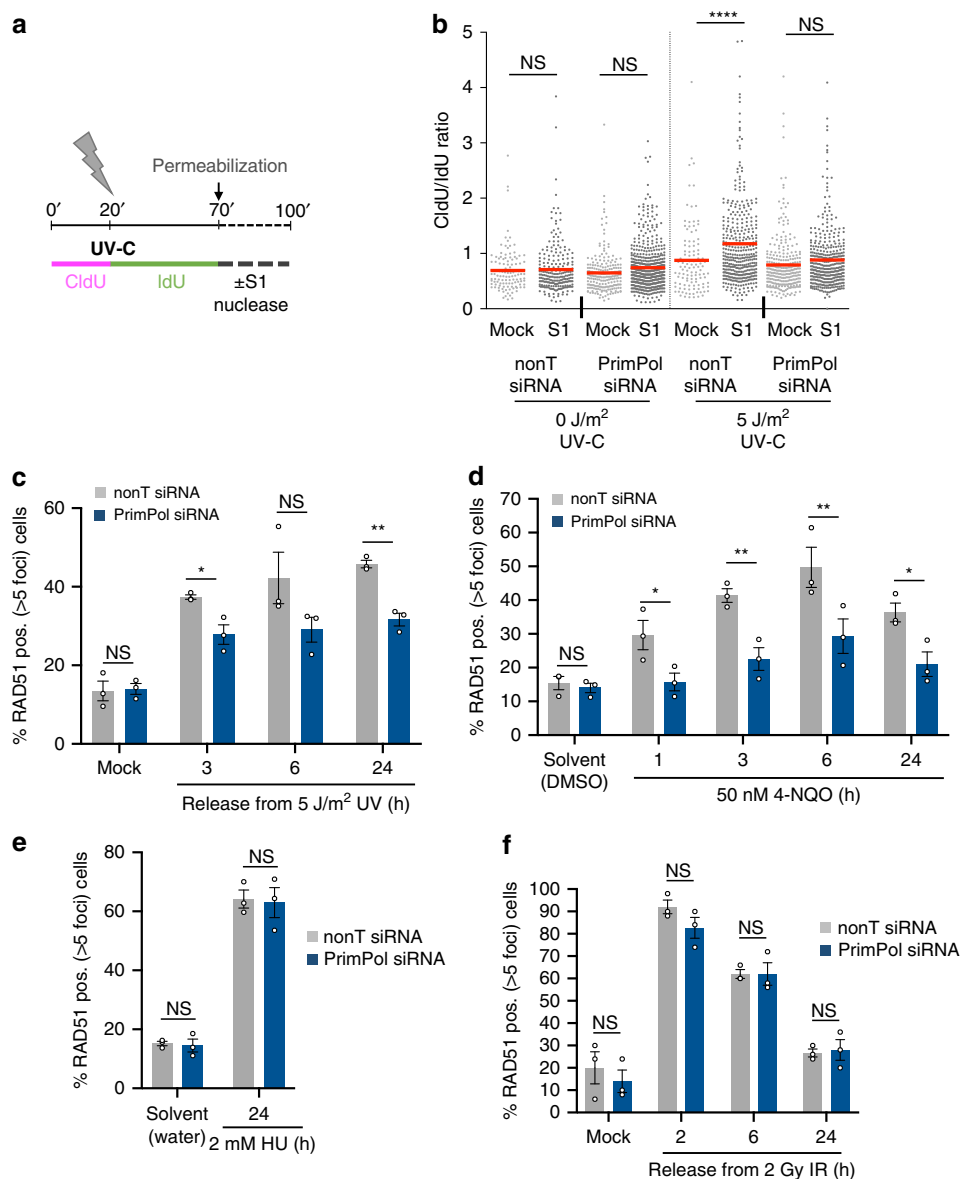 a
Permeabilization
0′ 20′ 70′ 100′
UV-C
CldU IdU ±S1
nuclease
b
CldU/IdU ratio
5
4
3
2
1
0
NS NS **** NS
Mock S1 Mock S1 Mock S1 Mock S1
nonT siRNA PrimPol siRNA nonT siRNA PrimPol siRNA
0 J/m² UV-C 5 J/m² UV-C
c
nonT siRNA
PrimPol siRNA
% RAD51 pos. (>5 foci) cells
60
40
20
0
NS * NS **
Mock 3 6 24
Release from 5 J/m² UV (h)
d
nonT siRNA
PrimPol siRNA
% RAD51 pos. (>5 foci) cells
70
60
50
40
30
20
10
0
NS * ** ** *
Solvent (DMSO) 1 3 6 24
50 nM 4-NQO (h)
e
% RAD51 pos. (>5 foci) cells
80
60
40
20
0
NS NS
nonT siRNA
PrimPol siRNA
Solvent (water) 24
2 mM HU (h)
f
% RAD51 pos. (>5 foci) cells
100
90
80
70
60
50
40
30
20
10
0
NS NS NS NS
nonT siRNA
PrimPol siRNA
Mock 2 6 24
Release from 2 Gy IR (h)